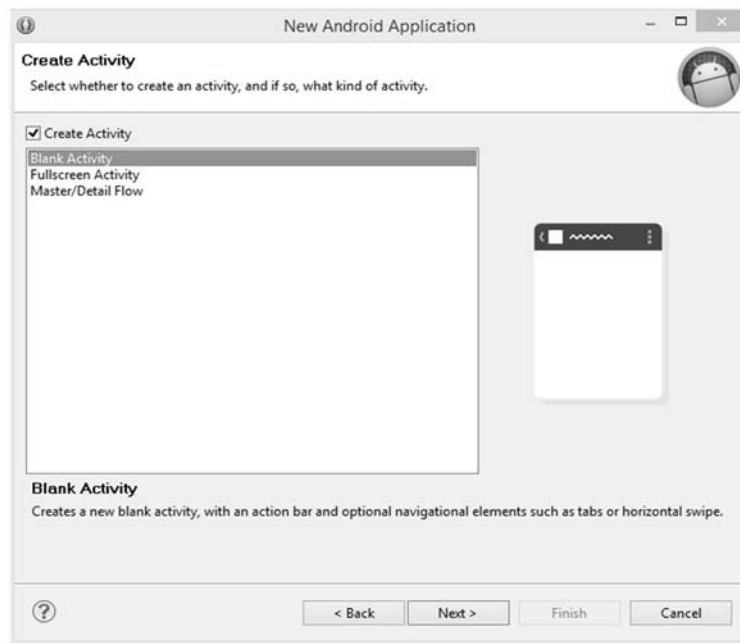 New Android Application
Create Activity
Select whether to create an activity, and if so, what kind of activity.
Create Activity
Blank Activity
Fullscreen Activity
Master/Detail Flow
Blank Activity
Creates a new blank activity, with an action bar and optional navigational elements such as tabs or horizontal swipe.
?
< Back
Next >
Finish
Cancel